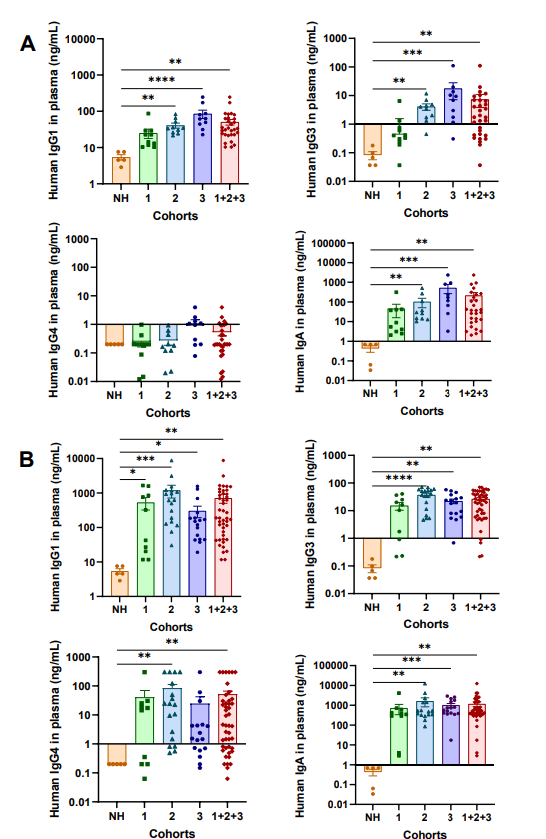 A
Human IgG1 in plasma (ng/mL)
10000
1000
100
10
1
**
****
**
NH 1 2 3 1+2+3
Cohorts
Human IgG3 in plasma (ng/mL)
1000
100
10
1
0.1
0.01
**
***
**
NH 1 2 3 1+2+3
Cohorts
Human IgG4 in plasma (ng/mL)
1000
100
10
1
0.1
0.01
NH 1 2 3 1+2+3
Cohorts
Human IgA in plasma (ng/mL)
100000
10000
1000
100
10
1
0.1
0.01
**
***
**
NH 1 2 3 1+2+3
Cohorts
B
Human IgG1 in plasma (ng/mL)
10000
1000
100
10
1
**
*
***
*
NH 1 2 3 1+2+3
Cohorts
Human IgG3 in plasma (ng/mL)
1000
100
10
1
0.1
0.01
**
**
****
NH 1 2 3 1+2+3
Cohorts
Human IgG4 in plasma (ng/mL)
1000
100
10
1
0.1
0.01
**
**
NH 1 2 3 1+2+3
Cohorts
Human IgA in plasma (ng/mL)
100000
10000
1000
100
10
1
0.1
0.01
**
***
**
NH 1 2 3 1+2+3
Cohorts